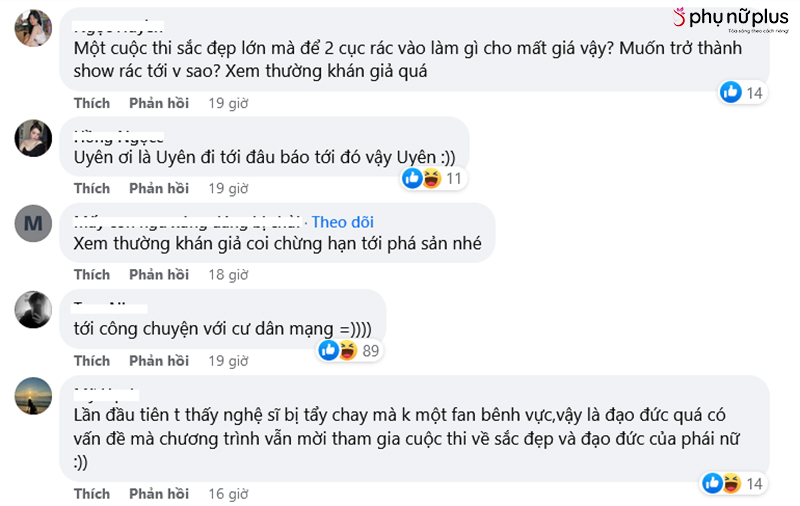 phụ nữ plus
Tỏa sáng theo cách riêng!
Một cuộc thi sắc đẹp lớn mà để 2 cục rác vào làm gì cho mất giá vậy? Muốn trở thành
show rác tới v sao? Xem thường khán giả quá
14
Thích Phản hồi 19 giờ
Uyên ơi là Uyên đi tới đâu báo tới đó vậy Uyên :))
11
Thích Phản hồi 19 giờ
M
· Theo dõi
Xem thường khán giả coi chừng hạn tới phá sản nhé
Thích Phản hồi 18 giờ
tới công chuyện với cư dân mạng =))))
89
Thích Phản hồi 19 giờ
Lần đầu tiên t thấy nghệ sĩ bị tẩy chay mà k một fan bênh vực,vậy là đạo đức quá có
vấn đề mà chương trình vẫn mời tham gia cuộc thi về sắc đẹp và đạo đức của phái nữ
:))
14
Thích Phản hồi 16 giờ